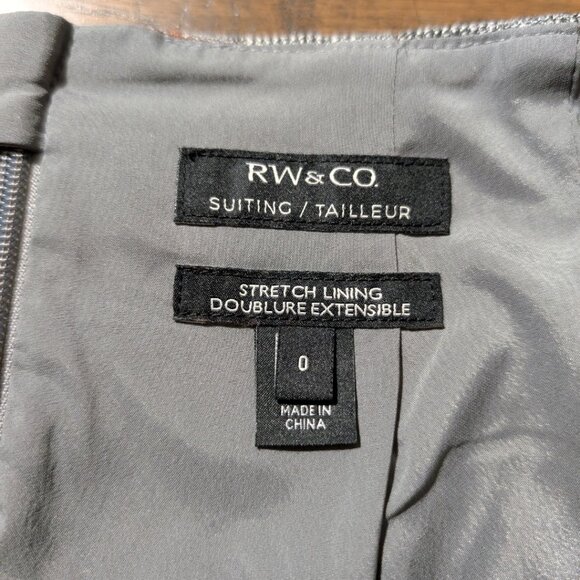 RW&CO.
SUITING / TAILLEUR
STRETCH LINING
DOUBLURE EXTENSIBLE
0
MADE IN
CHINA